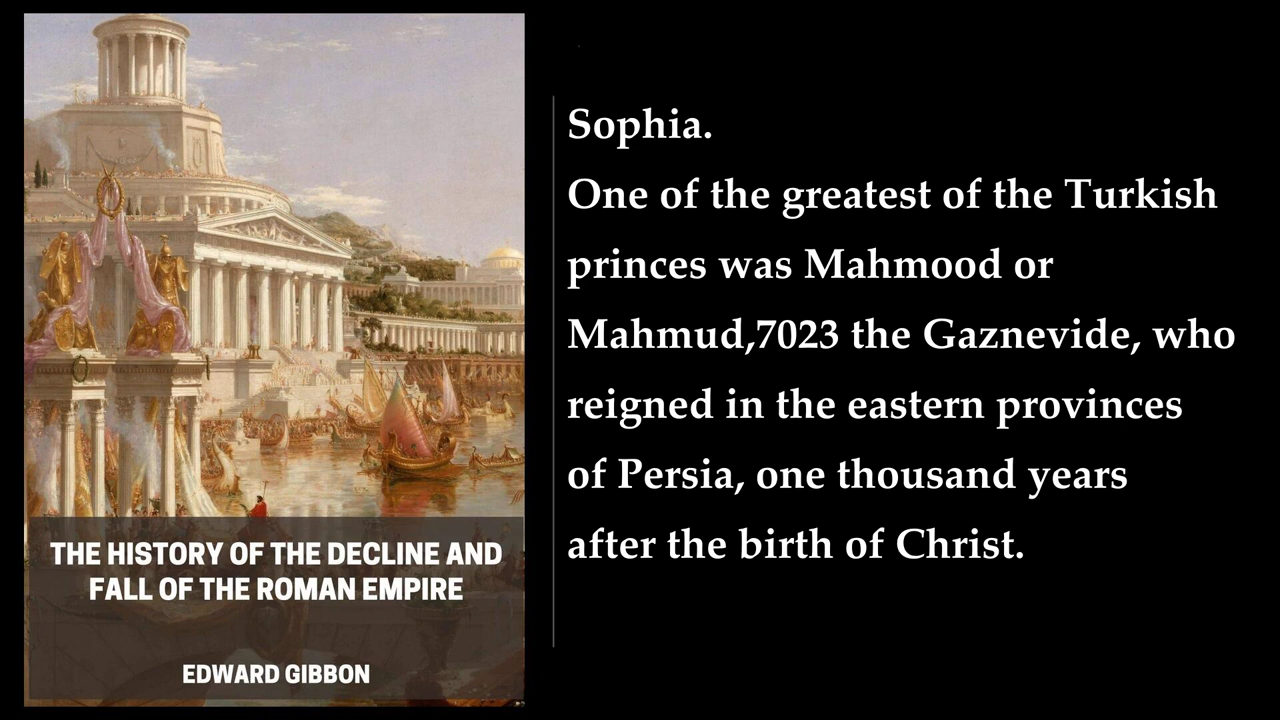 Sophia.
One of the greatest of the Turkish
princes was Mahmood or
Mahmud,7023 the Gaznevide, who
reigned in the eastern provinces
of Persia, one thousand years
after the birth of Christ.
THE HISTORY OF THE DECLINE AND
FALL OF THE ROMAN EMPIRE
EDWARD GIBBON